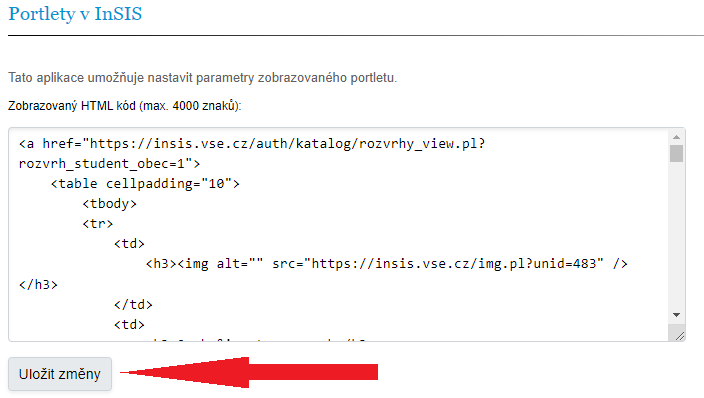 Portlety v InSIS
Tato aplikace umožňuje nastavit parametry zobrazovaného portletu.
Zobrazovaný HTML kód (max. 4000 znaků):
<a href="https://insis.vse.cz/auth/katalog/rozvrhy_view.pl?
rozvrh_student_obec=1">
<table cellpadding="10">
<tbody>
<tr>
<td>
<h3><img alt="" src="https://insis.vse.cz/img.pl?unid=483" />
</h3>
</td>
<td>
Uložit změny